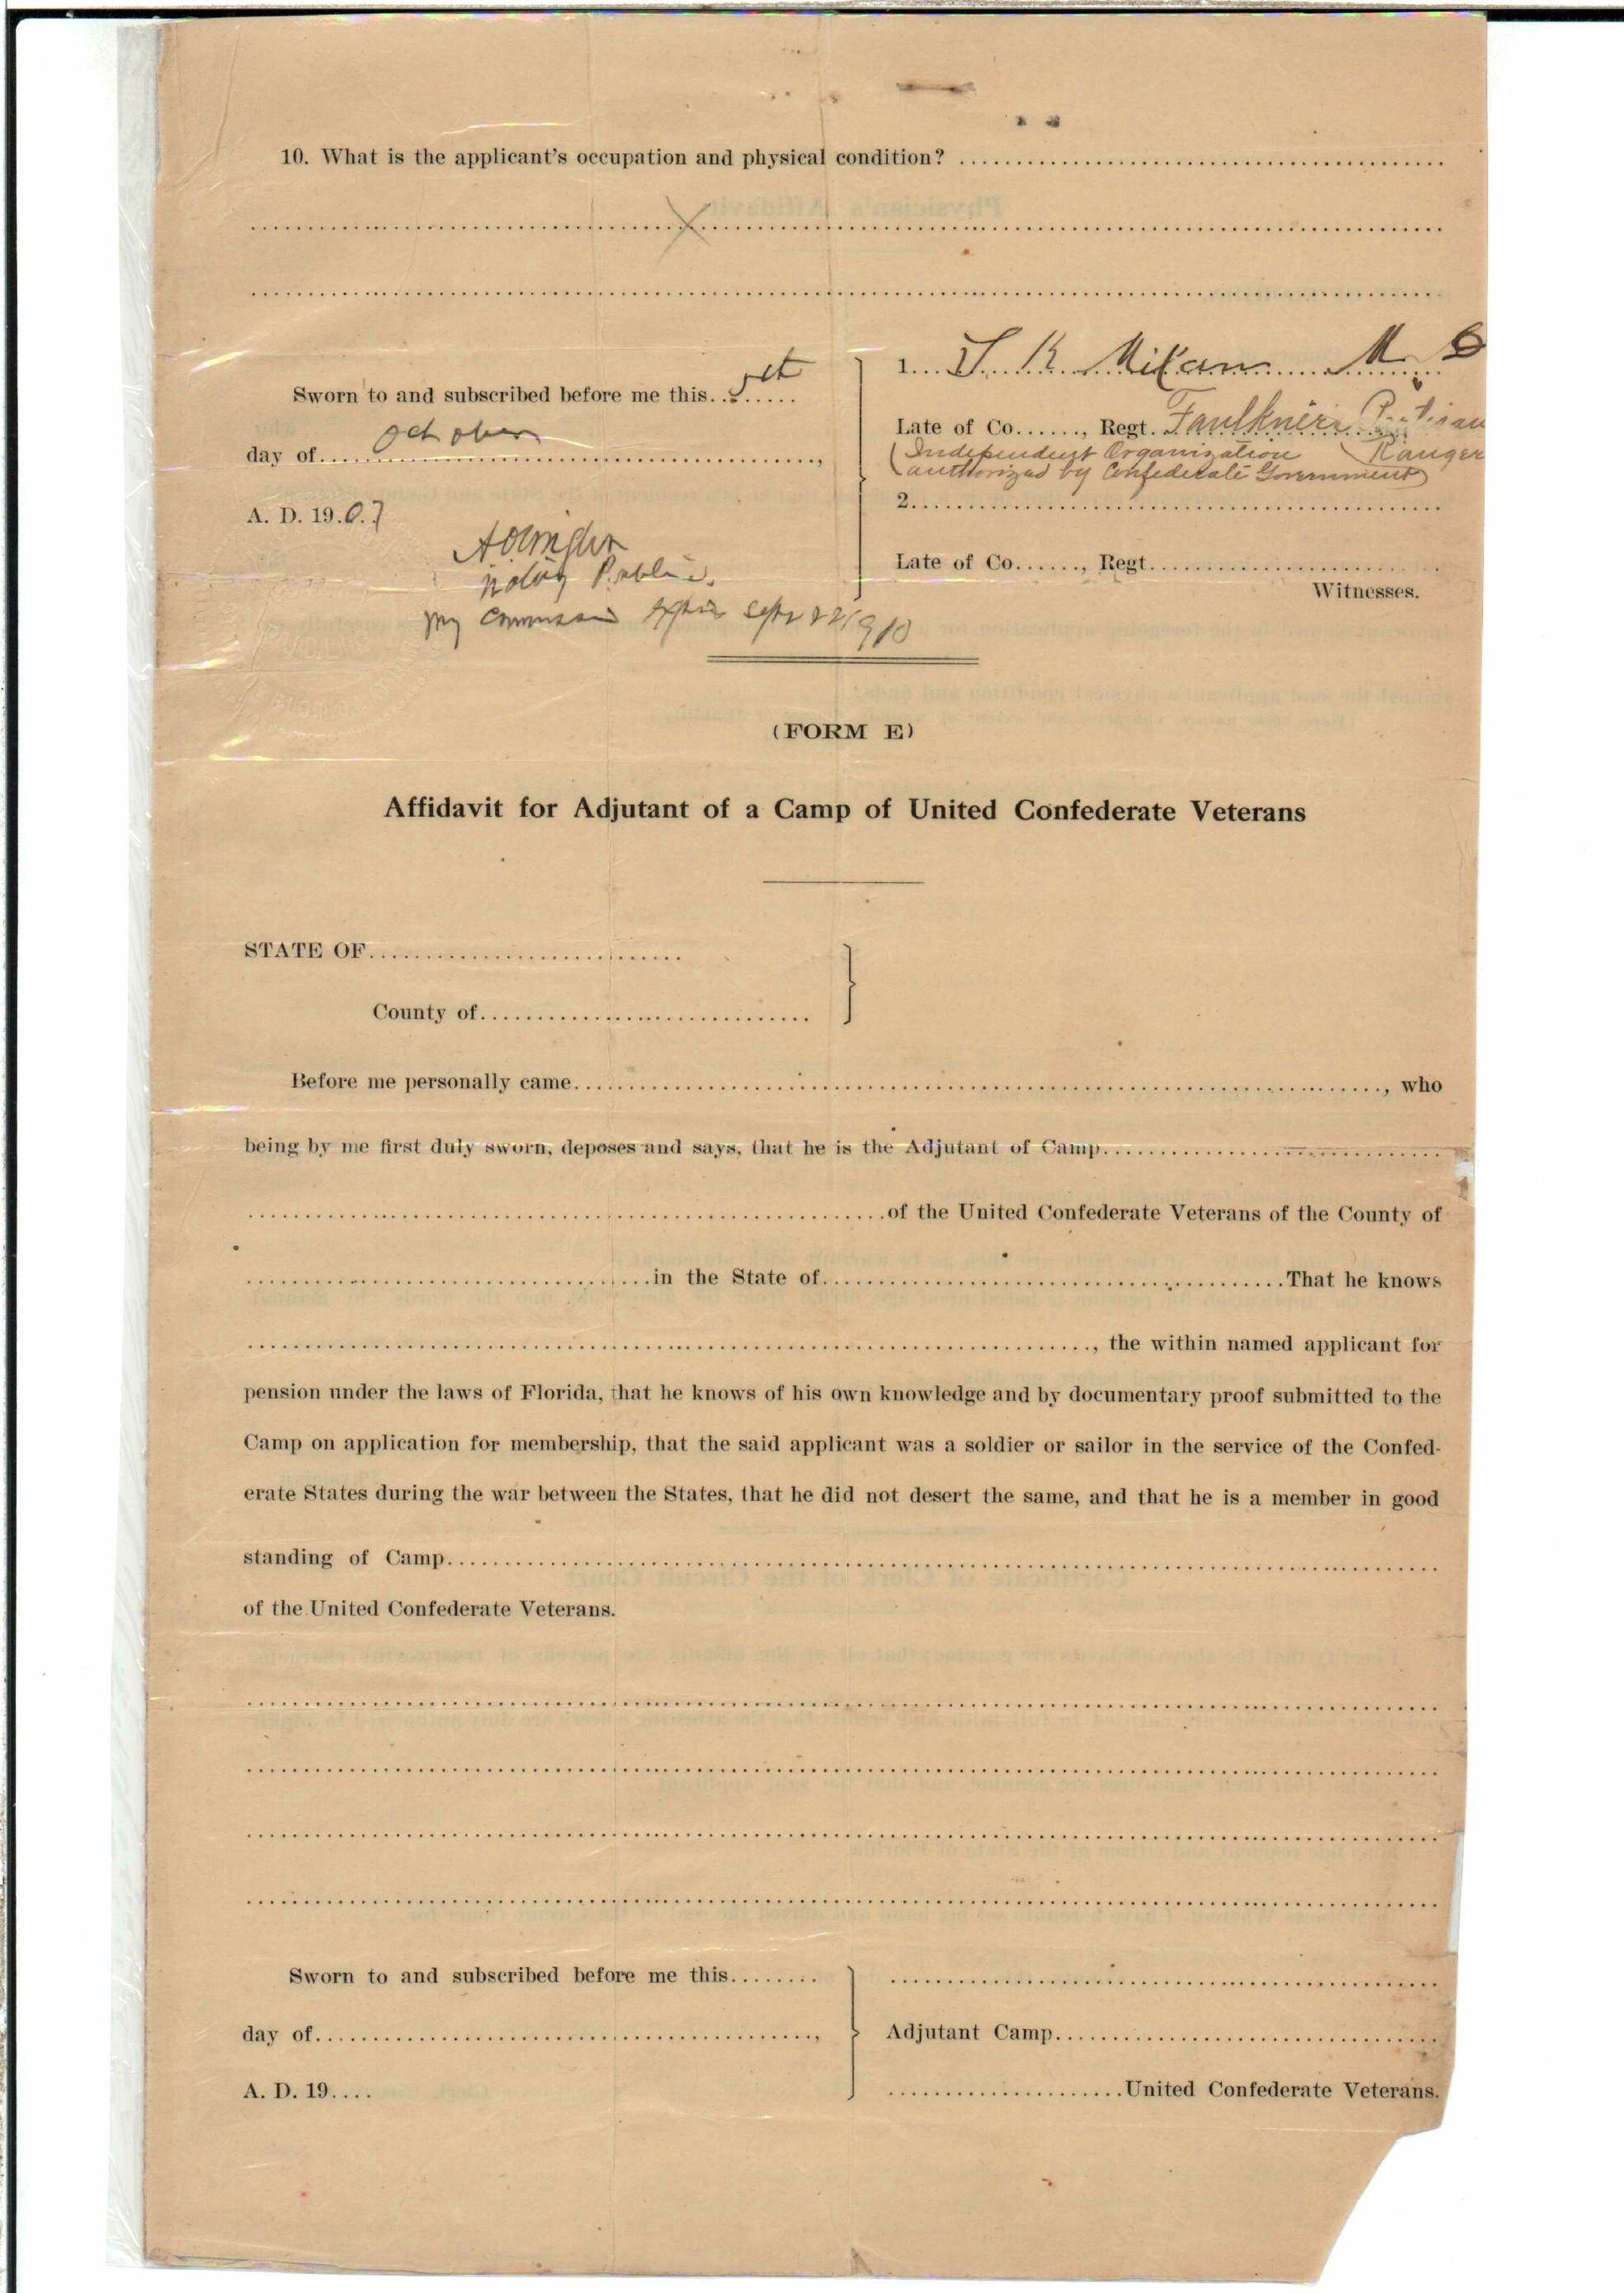 10. What is the applicant's occupation and physical condition? ........................................
........................................X........................................
........................................
Sworn to and subscribed before me this..5th.....
day of....October........................................,
A. D. 19.07
Notary Public.
My Commission Expires Sept 22 1910
1....S. R. Milam....M. D
Late of Co......, Regt. Faulkners Partisan
(Independent Organization Ranger
authorized by Confederate Government)
2........................................
Late of Co......, Regt........................................
Witnesses.
(FORM E)
Affidavit for Adjutant of a Camp of United Confederate Veterans
STATE OF........................................
County of........................................
Before me personally came........................................, who
being by me first duly sworn, deposes and says, that he is the Adjutant of Camp........................................
........................................of the United Confederate Veterans of the County of
........................................in the State of........................................That he knows
........................................, the within named applicant for
pension under the laws of Florida, that he knows of his own knowledge and by documentary proof submitted to the
Camp on application for membership, that the said applicant was a soldier or sailor in the service of the Confed-
erate States during the war between the States, that he did not desert the same, and that he is a member in good
standing of Camp........................................
of the United Confederate Veterans.
........................................
........................................
........................................
........................................
Sworn to and subscribed before me this........
day of........................................,
A. D. 19....
........................................
Adjutant Camp........................................
....................United Confederate Veterans.